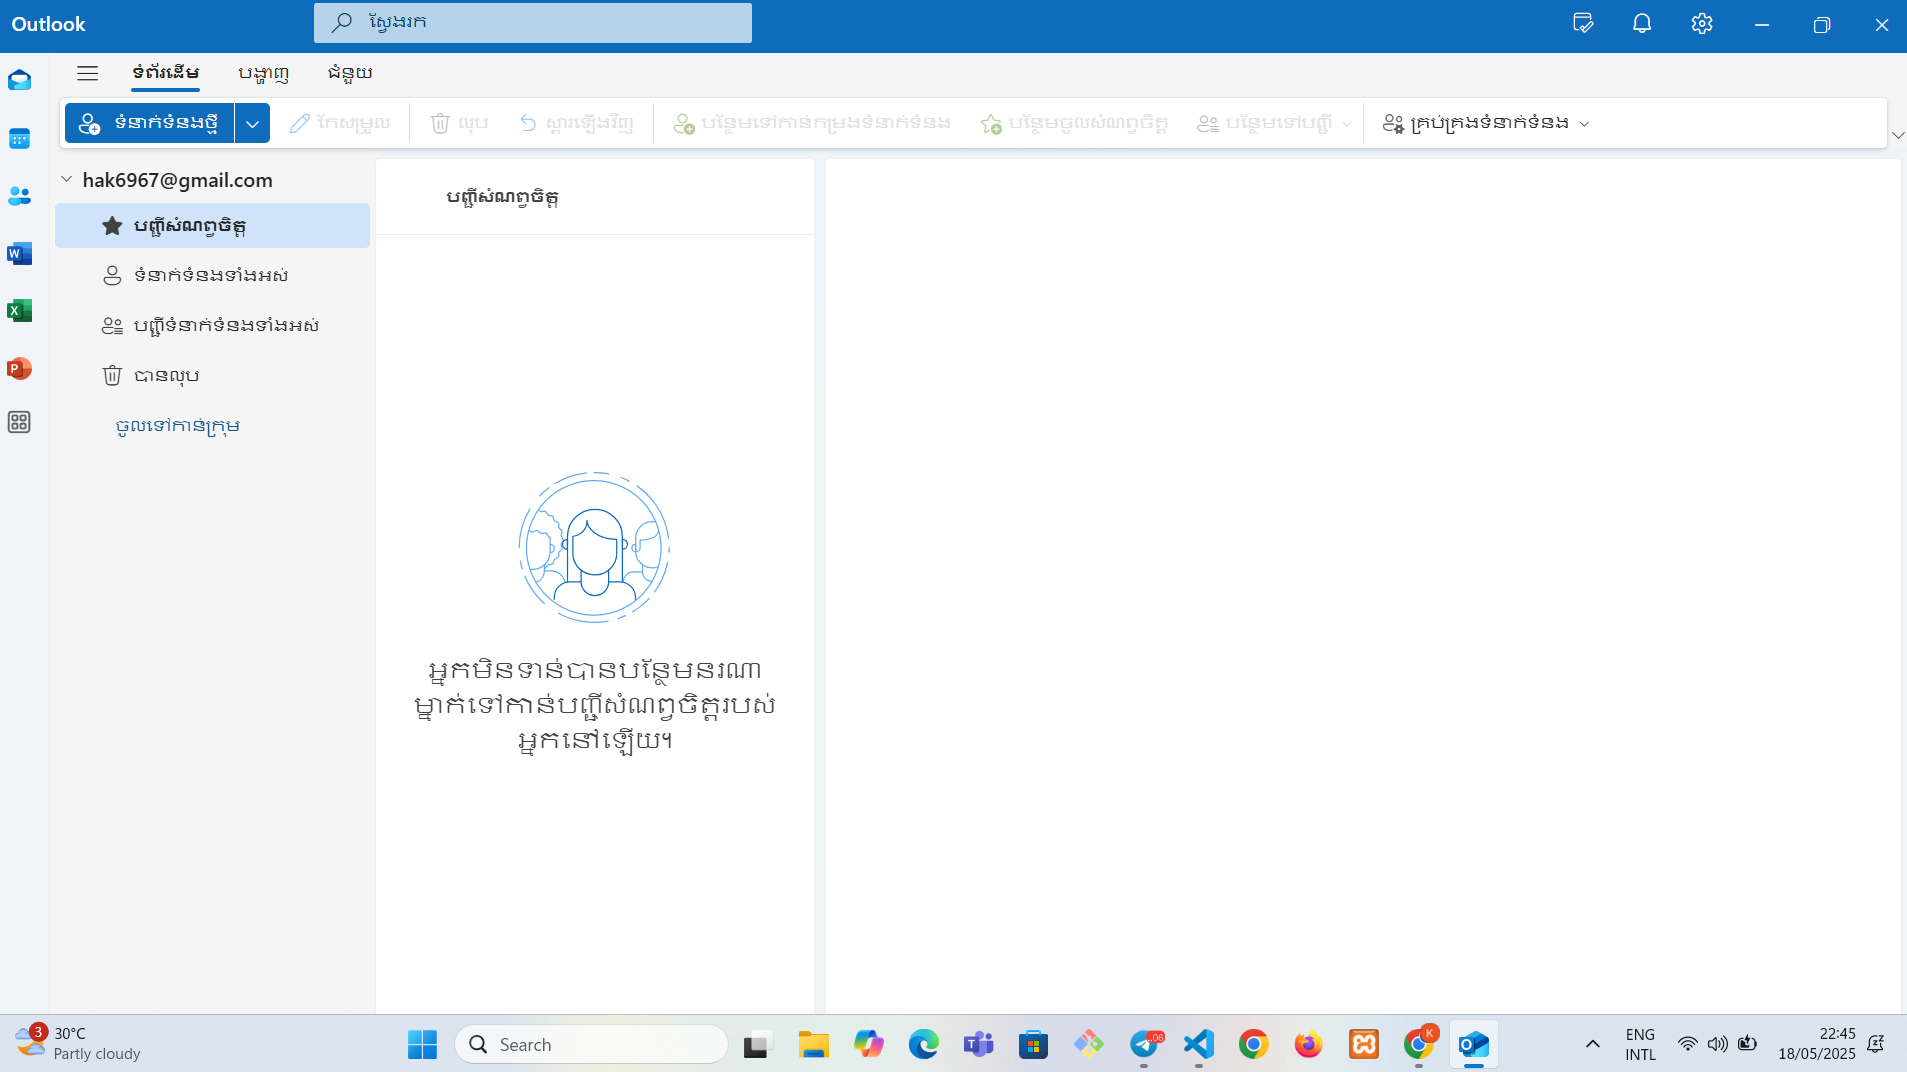 Outlook
ស្វែងរក
ទំព័រដើម
បង្ហាញ
ជំនួយ
ទំនាក់ទំនងថ្មី
កែសម្រួល
លុប
ស្ដារឡើងវិញ
បន្ថែមទៅកាន់កម្រងទំនាក់ទំនង
បន្ថែមចូលសំណព្វចិត្ត
បន្ថែមទៅបញ្ជី
គ្រប់គ្រងទំនាក់ទំនង
hak6967@gmail.com
បញ្ជីសំណព្វចិត្ត
ទំនាក់ទំនងទាំងអស់
បញ្ជីទំនាក់ទំនងទាំងអស់
បានលុប
ចូលទៅកាន់ក្រុម
បញ្ជីសំណព្វចិត្ត
អ្នកមិនទាន់បានបន្ថែមនរណា
ម្នាក់ទៅកាន់បញ្ជីសំណព្វចិត្តរបស់
អ្នកនៅឡើយ។
3
30°C
Partly cloudy
Search
..06
K
ENG
INTL
22:45
18/05/2025